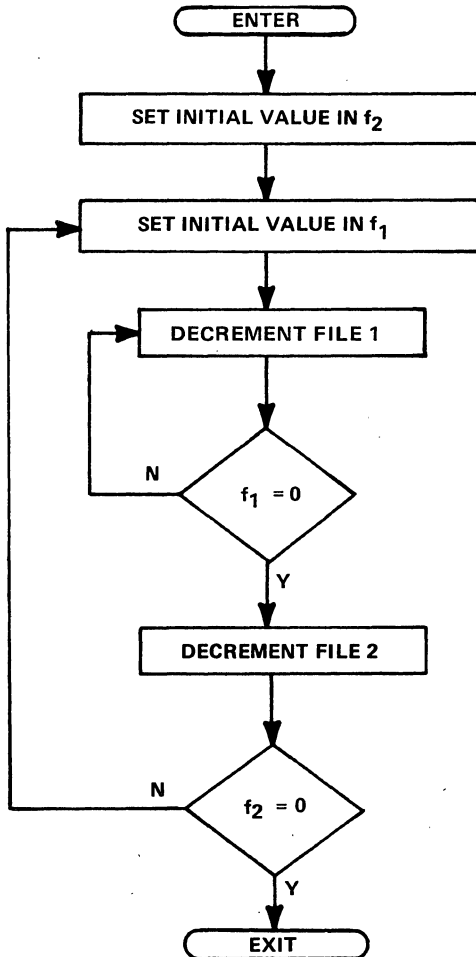 ENTER
SET INITIAL VALUE IN f2
SET INITIAL VALUE IN f1
DECREMENT FILE 1
N
f1 = 0
Y
DECREMENT FILE 2
N
f2 = 0
Y
EXIT